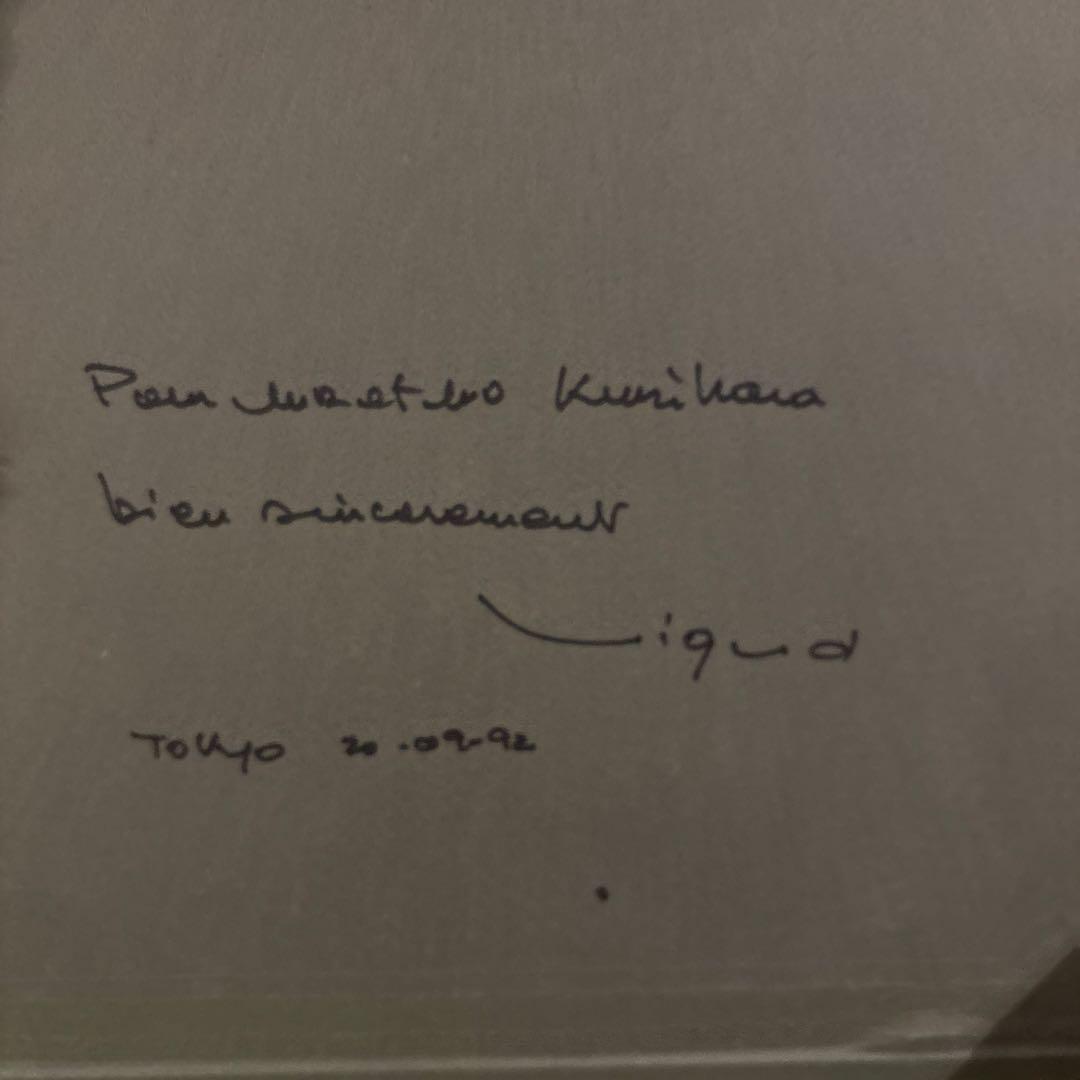 Pour Kurihara
bien sincerement
Tokyo 20.09.92